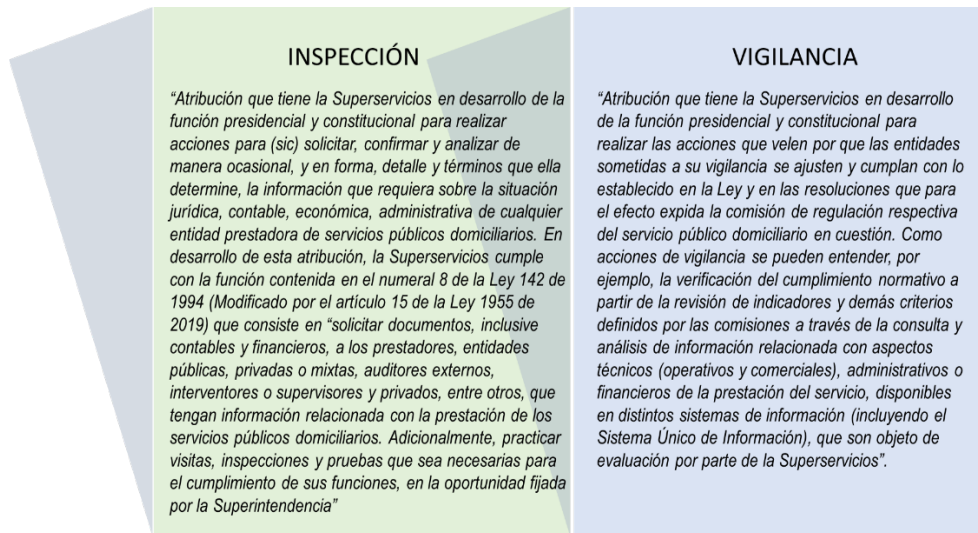 INSPECCIÓN
“Atribución que tiene la Superservicios en desarrollo de la
función presidencial y constitucional para realizar
acciones para (sic) solicitar, confirmar y analizar de
manera ocasional, y en forma, detalle y términos que ella
determine, la información que requiera sobre la situación
jurídica, contable, económica, administrativa de cualquier
entidad prestadora de servicios públicos domiciliarios. En
desarrollo de esta atribución, la Superservicios cumple
con la función contenida en el numeral 8 de la Ley 142 de
1994 (Modificado por el artículo 15 de la Ley 1955 de
2019) que consiste en “solicitar documentos, inclusive
contables y financieros, a los prestadores, entidades
públicas, privadas o mixtas, auditores externos,
interventores o supervisores y privados, entre otros, que
tengan información relacionada con la prestación de los
servicios públicos domiciliarios. Adicionalmente, practicar
visitas, inspecciones y pruebas que sea necesarias para
el cumplimiento de sus funciones, en la oportunidad fijada
por la Superintendencia”
VIGILANCIA
“Atribución que tiene la Superservicios en desarrollo
de la función presidencial y constitucional para
realizar las acciones que velen por que las entidades
sometidas a su vigilancia se ajusten y cumplan con lo
establecido en la Ley y en las resoluciones que para
el efecto expida la comisión de regulación respectiva
del servicio público domiciliario en cuestión. Como
acciones de vigilancia se pueden entender, por
ejemplo, la verificación del cumplimiento normativo a
partir de la revisión de indicadores y demás criterios
definidos por las comisiones a través de la consulta y
análisis de información relacionada con aspectos
técnicos (operativos y comerciales), administrativos o
financieros de la prestación del servicio, disponibles
en distintos sistemas de información (incluyendo el
Sistema Único de Información), que son objeto de
evaluación por parte de la Superservicios”.